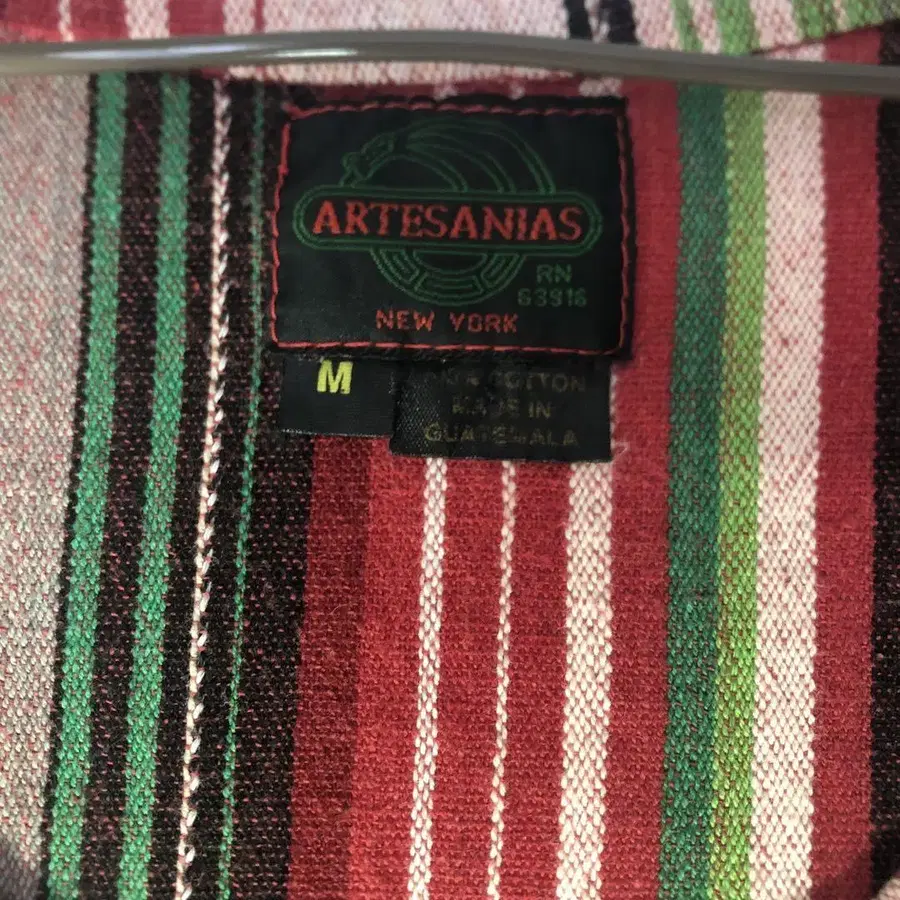 ARTESANIAS
RN
63916
NEW YORK
M
COTTON
MADE IN
GUATEMALA